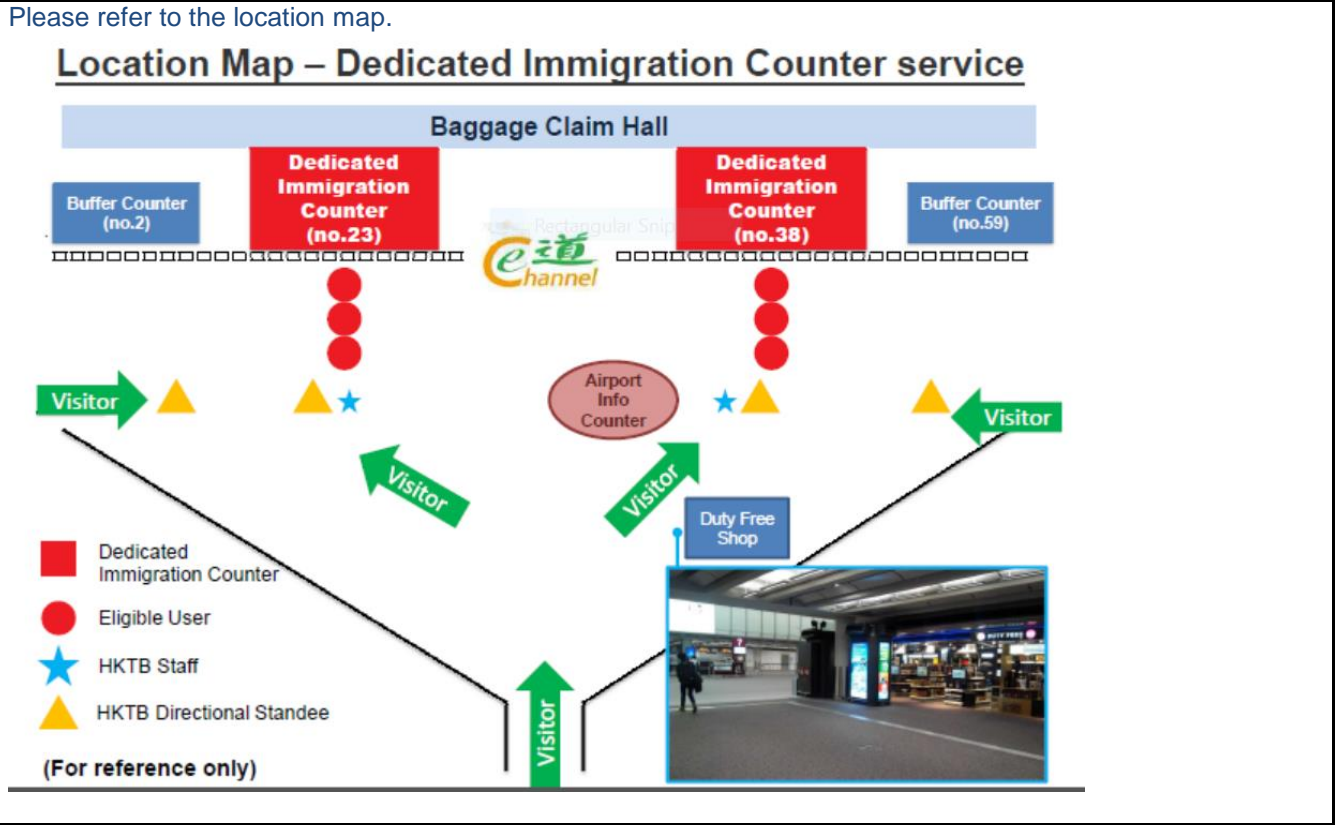 Please refer to the location map.
Location Map – Dedicated Immigration Counter service
Baggage Claim Hall
Dedicated
Immigration
Counter
(no.23)
Dedicated
Immigration
Counter
(no.38)
Buffer Counter
(no.2)
Buffer Counter
(no.59)
Rectangular Snip
e道
Channel
Airport
Info
Counter
Visitor
Visitor
Visitor
Visitor
Duty Free
Shop
Dedicated
Immigration Counter
Eligible User
HKTB Staff
HKTB Directional Standee
Visitor
DUTY FREE
(For reference only)